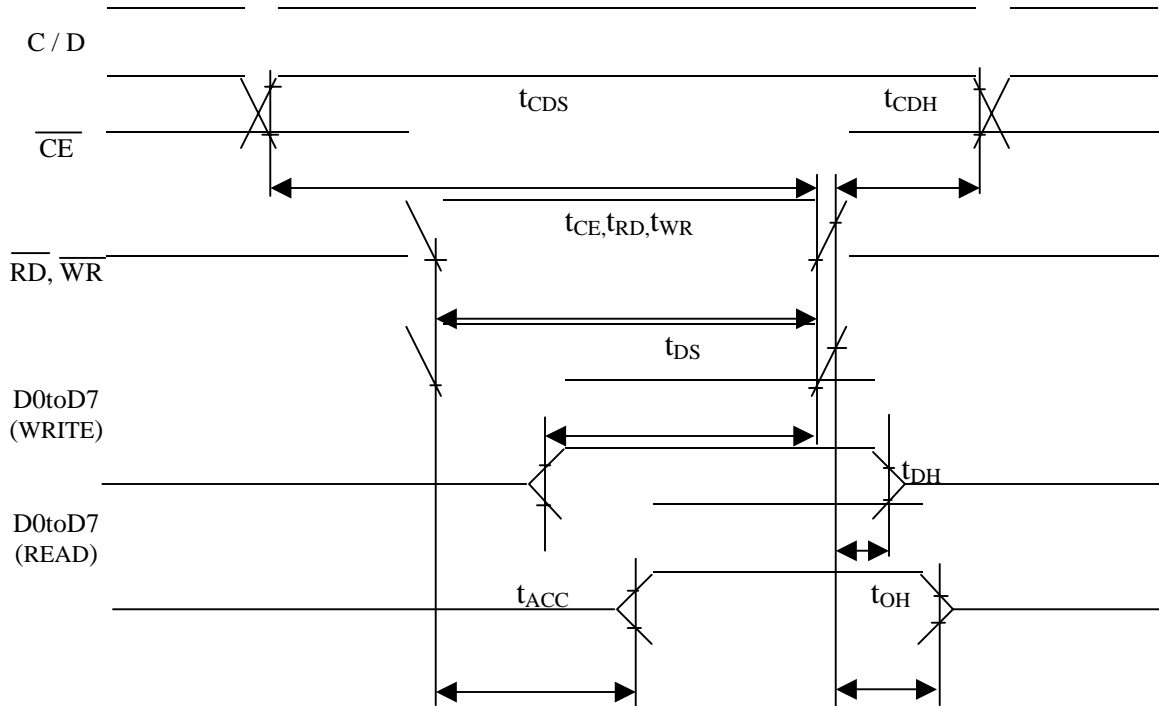 C / D
tCDS
tCDH
CE
tCE,tRD,tWR
RD, WR
tDS
D0toD7
(WRITE)
tDH
D0toD7
(READ)
tACC
tOH